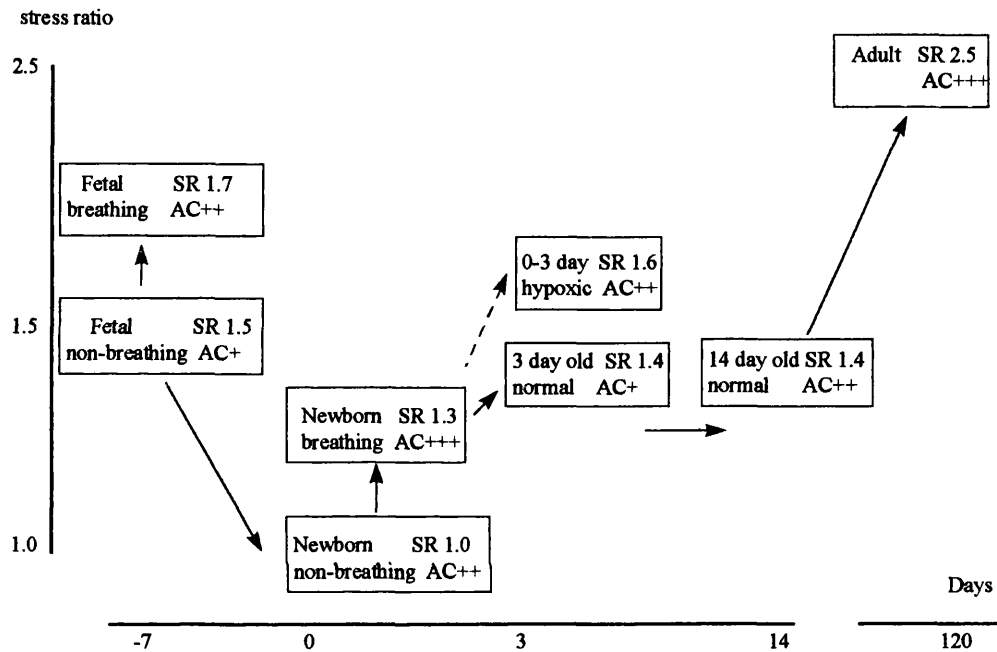 stress ratio
2.5
Adult SR 2.5
AC+++
Fetal SR 1.7
breathing AC++
0-3 day SR 1.6
hypoxic AC++
1.5
Fetal SR 1.5
non-breathing AC+
3 day old SR 1.4
normal AC+
14 day old SR 1.4
normal AC++
Newborn SR 1.3
breathing AC+++
1.0
Newborn SR 1.0
non-breathing AC++
Days
-7 0 3 14 120